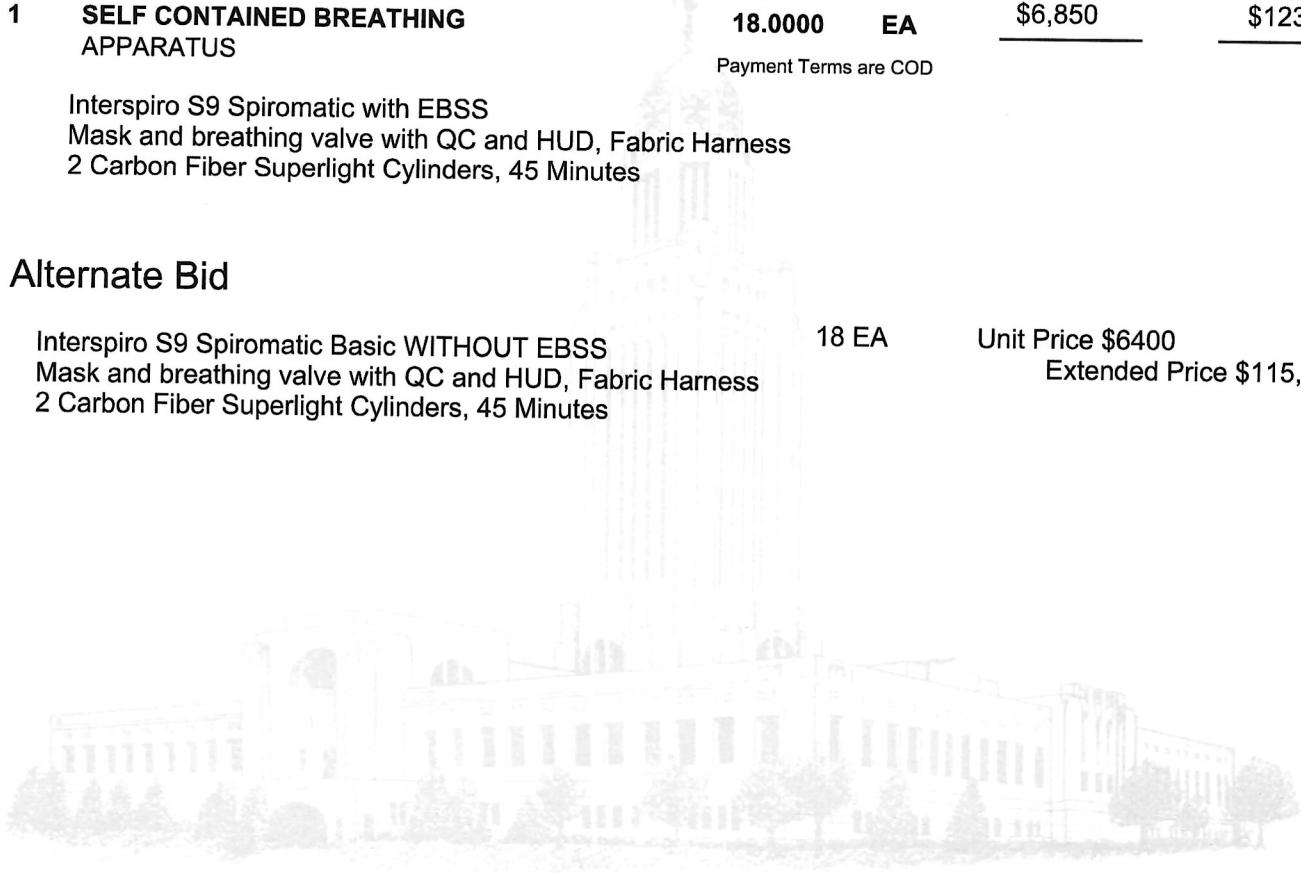 1 SELF CONTAINED BREATHING 18.0000 EA $6,850 $123
APPARATUS
Payment Terms are COD
Interspiro S9 Spiromatic with EBSS
Mask and breathing valve with QC and HUD, Fabric Harness
2 Carbon Fiber Superlight Cylinders, 45 Minutes
Alternate Bid
Interspiro S9 Spiromatic Basic WITHOUT EBSS 18 EA Unit Price $6400
Mask and breathing valve with QC and HUD, Fabric Harness Extended Price $115,
2 Carbon Fiber Superlight Cylinders, 45 Minutes